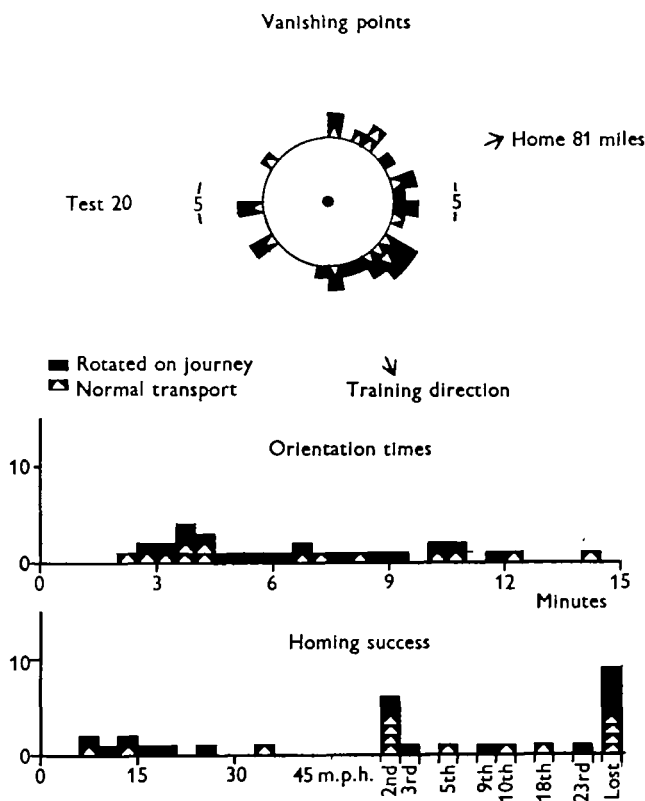 Vanishing points
Home 81 miles
Test 20
5
5
Rotated on journey
Normal transport
Training direction
Orientation times
10
0
0
3
6
9
12
15
Minutes
Homing success
10
0
0
15
30
45 m.p.h.
2nd
3rd
5th
9th
10th
18th
23rd
Lost